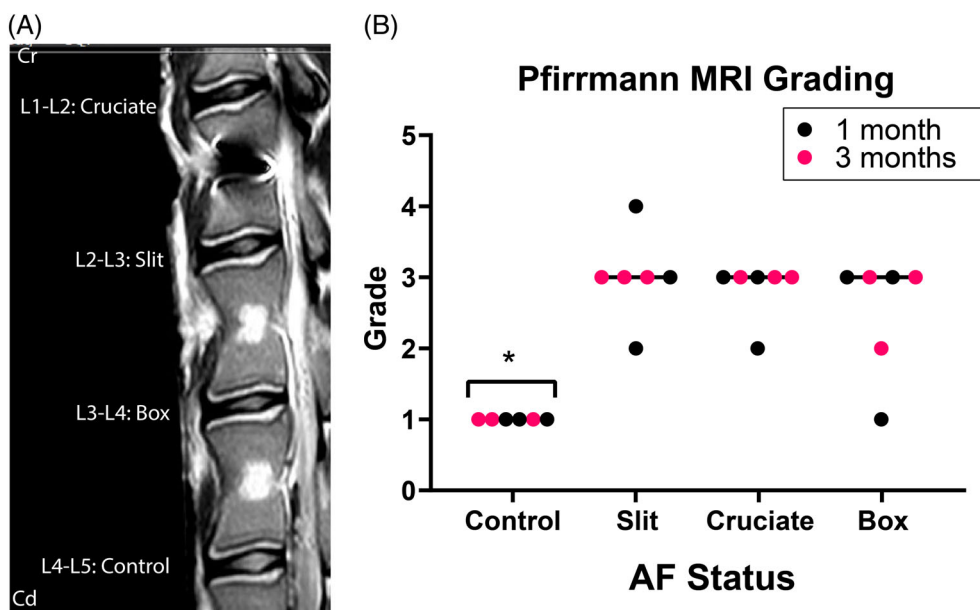 (A)
Cr
L1-L2: Cruciate
L2-L3: Slit
L3-L4: Box
L4-L5: Control
Cd
(B)
Pfirrmann MRI Grading
1 month
3 months
5
4
3
2
1
0
Grade
*
Control Slit Cruciate Box
AF Status